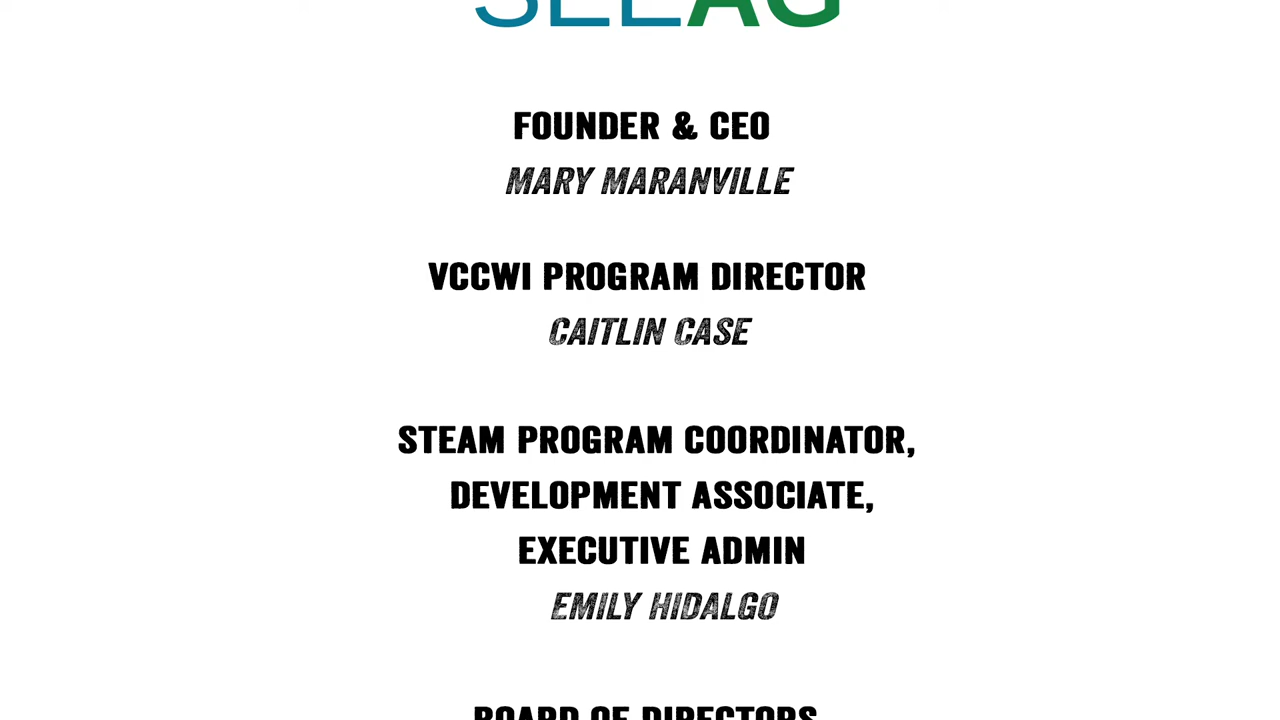 SEEAG
FOUNDER & CEO
MARY MARANVILLE
VCCWI PROGRAM DIRECTOR
CAITLIN CASE
STEAM PROGRAM COORDINATOR,
DEVELOPMENT ASSOCIATE,
EXECUTIVE ADMIN
EMILY HIDALGO
BOARD OF DIRECTORS